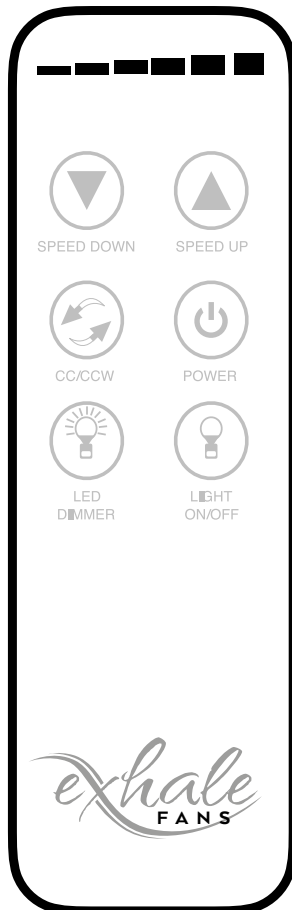 SPEED DOWN SPEED UP
CC/CCW POWER
LED LIGHT
DIMMER ON/OFF
exhale
FANS